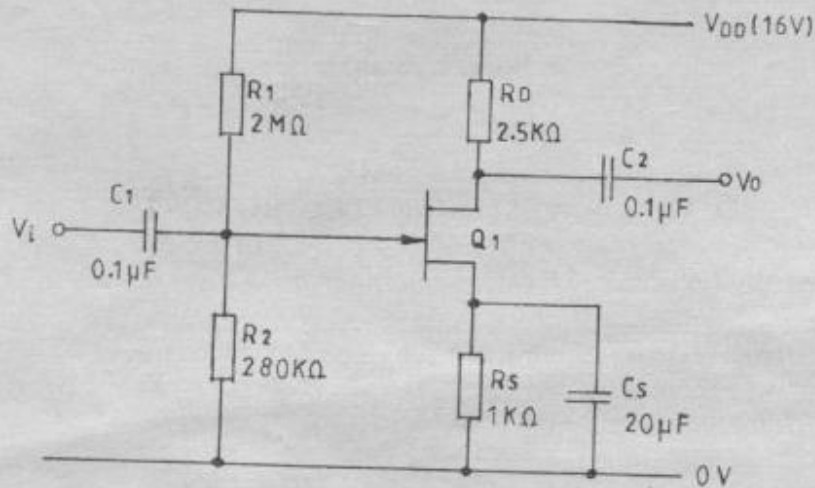 VDD (16V)
R1
2MΩ
RD
2.5KΩ
C2
0.1µF
Vo
C1
Vi
0.1µF
Q1
R2
280KΩ
Rs
1KΩ
Cs
20µF
0V